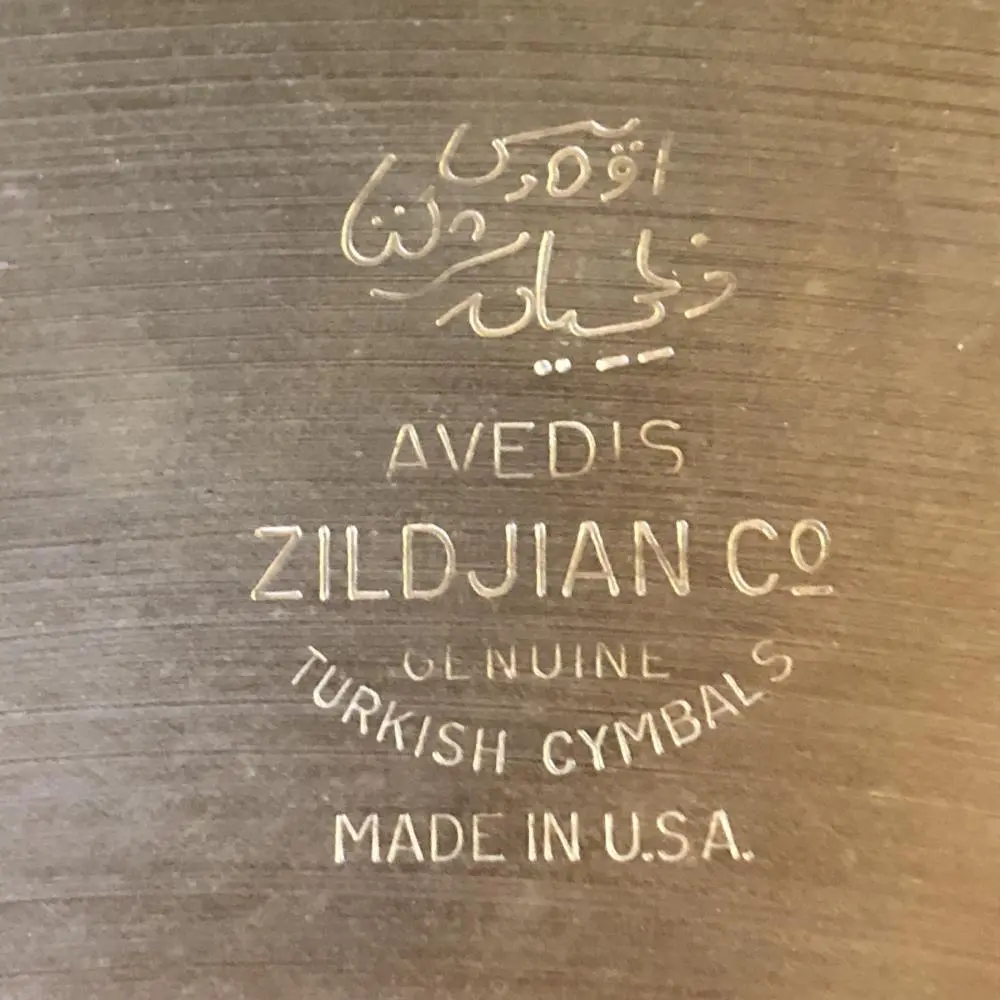 AVEDIS
ZILDJIAN Cº
GENUINE
TURKISH CYMBALS
MADE IN U.S.A.